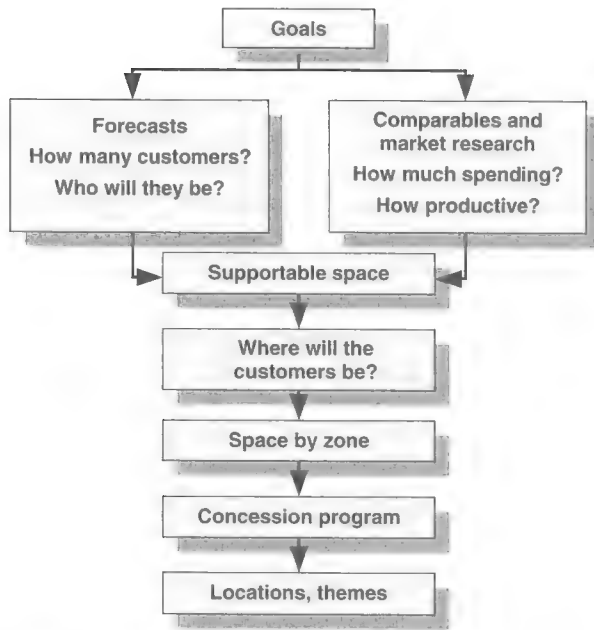 Goals
Forecasts
How many customers?
Who will they be?
Comparables and
market research
How much spending?
How productive?
Supportable space
Where will the
customers be?
Space by zone
Concession program
Locations, themes